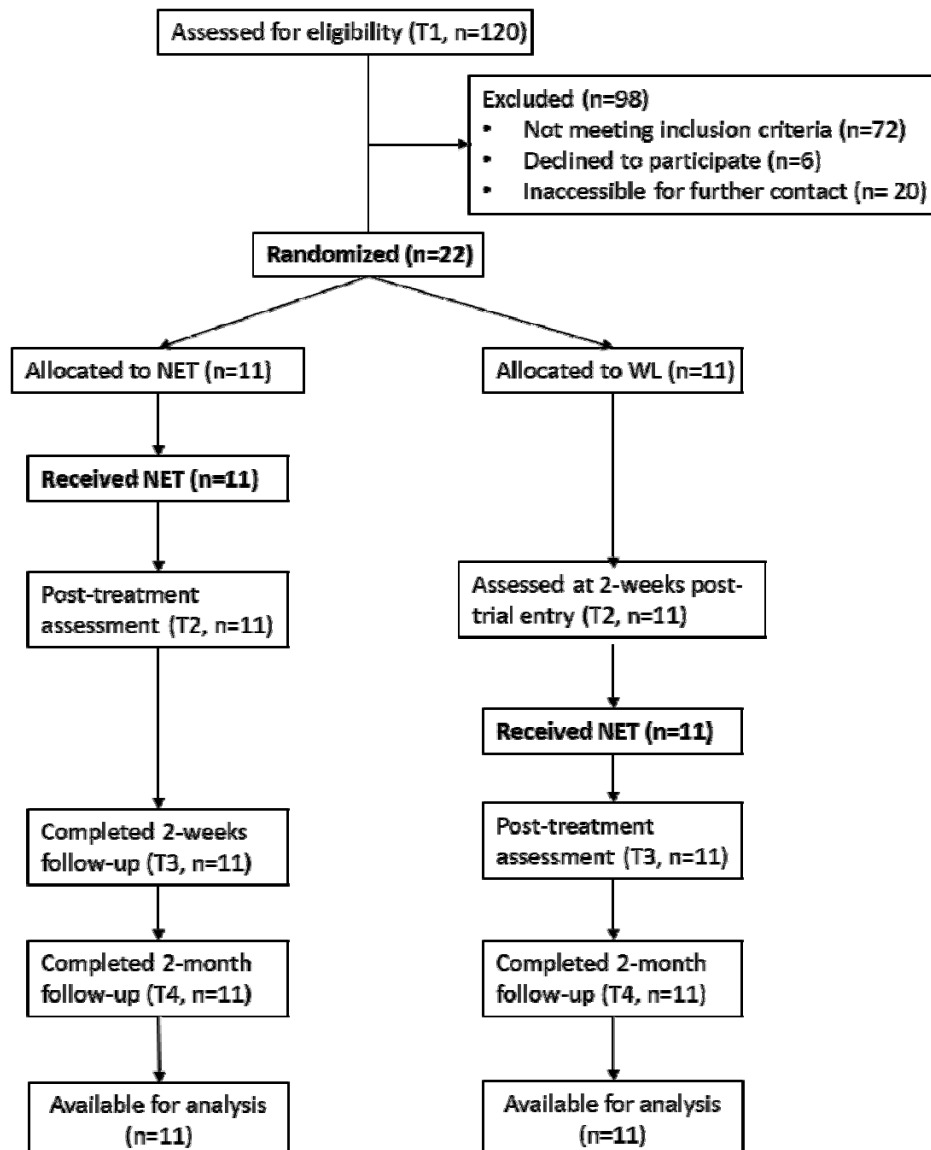 Assessed for eligibility (T1, n=120)
Excluded (n=98)
• Not meeting inclusion criteria (n=72)
• Declined to participate (n=6)
• Inaccessible for further contact (n= 20)
Randomized (n=22)
Allocated to NET (n=11)
Allocated to WL (n=11)
Received NET (n=11)
Post-treatment
assessment (T2, n=11)
Assessed at 2-weeks post-
trial entry (T2, n=11)
Received NET (n=11)
Completed 2-weeks
follow-up (T3, n=11)
Post-treatment
assessment (T3, n=11)
Completed 2-month
follow-up (T4, n=11)
Completed 2-month
follow-up (T4, n=11)
Available for analysis
(n=11)
Available for analysis
(n=11)